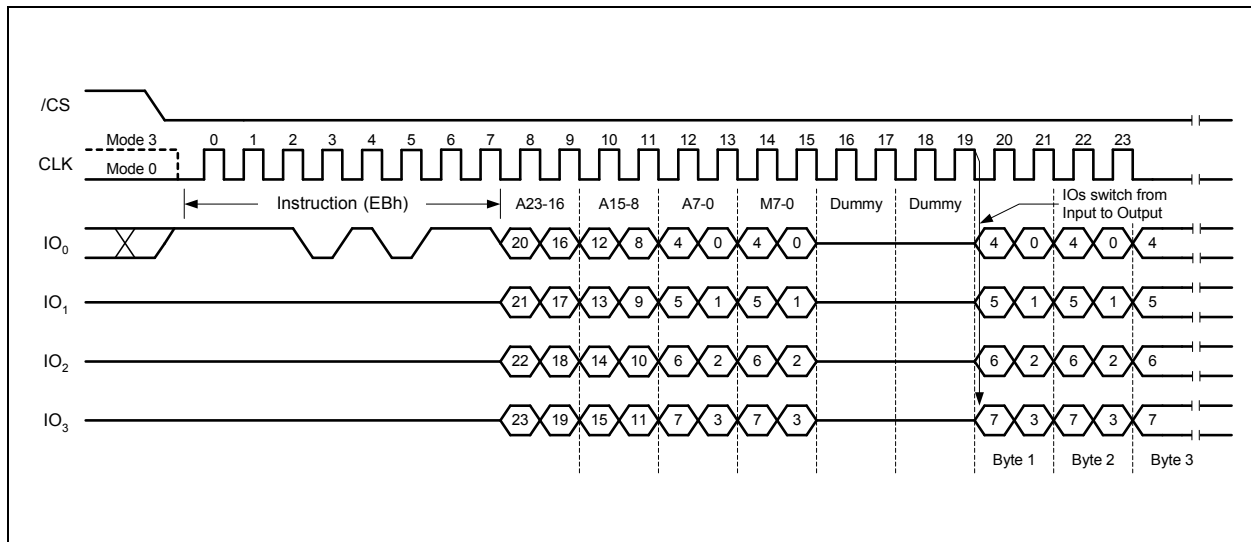 /CS
Mode 3 0 1 2 3 4 5 6 7 8 9 10 11 12 13 14 15 16 17 18 19 20 21 22 23
CLK Mode 0
Instruction (EBh) A23-16 A15-8 A7-0 M7-0 Dummy Dummy IOs switch from
Input to Output
IO0 20 16 12 8 4 0 4 0 4 0 4 0 4
IO1 21 17 13 9 5 1 5 1 5 1 5 1 5
IO2 22 18 14 10 6 2 6 2 6 2 6 2 6
IO3 23 19 15 11 7 3 7 3 7 3 7 3 7
Byte 1 Byte 2 Byte 3